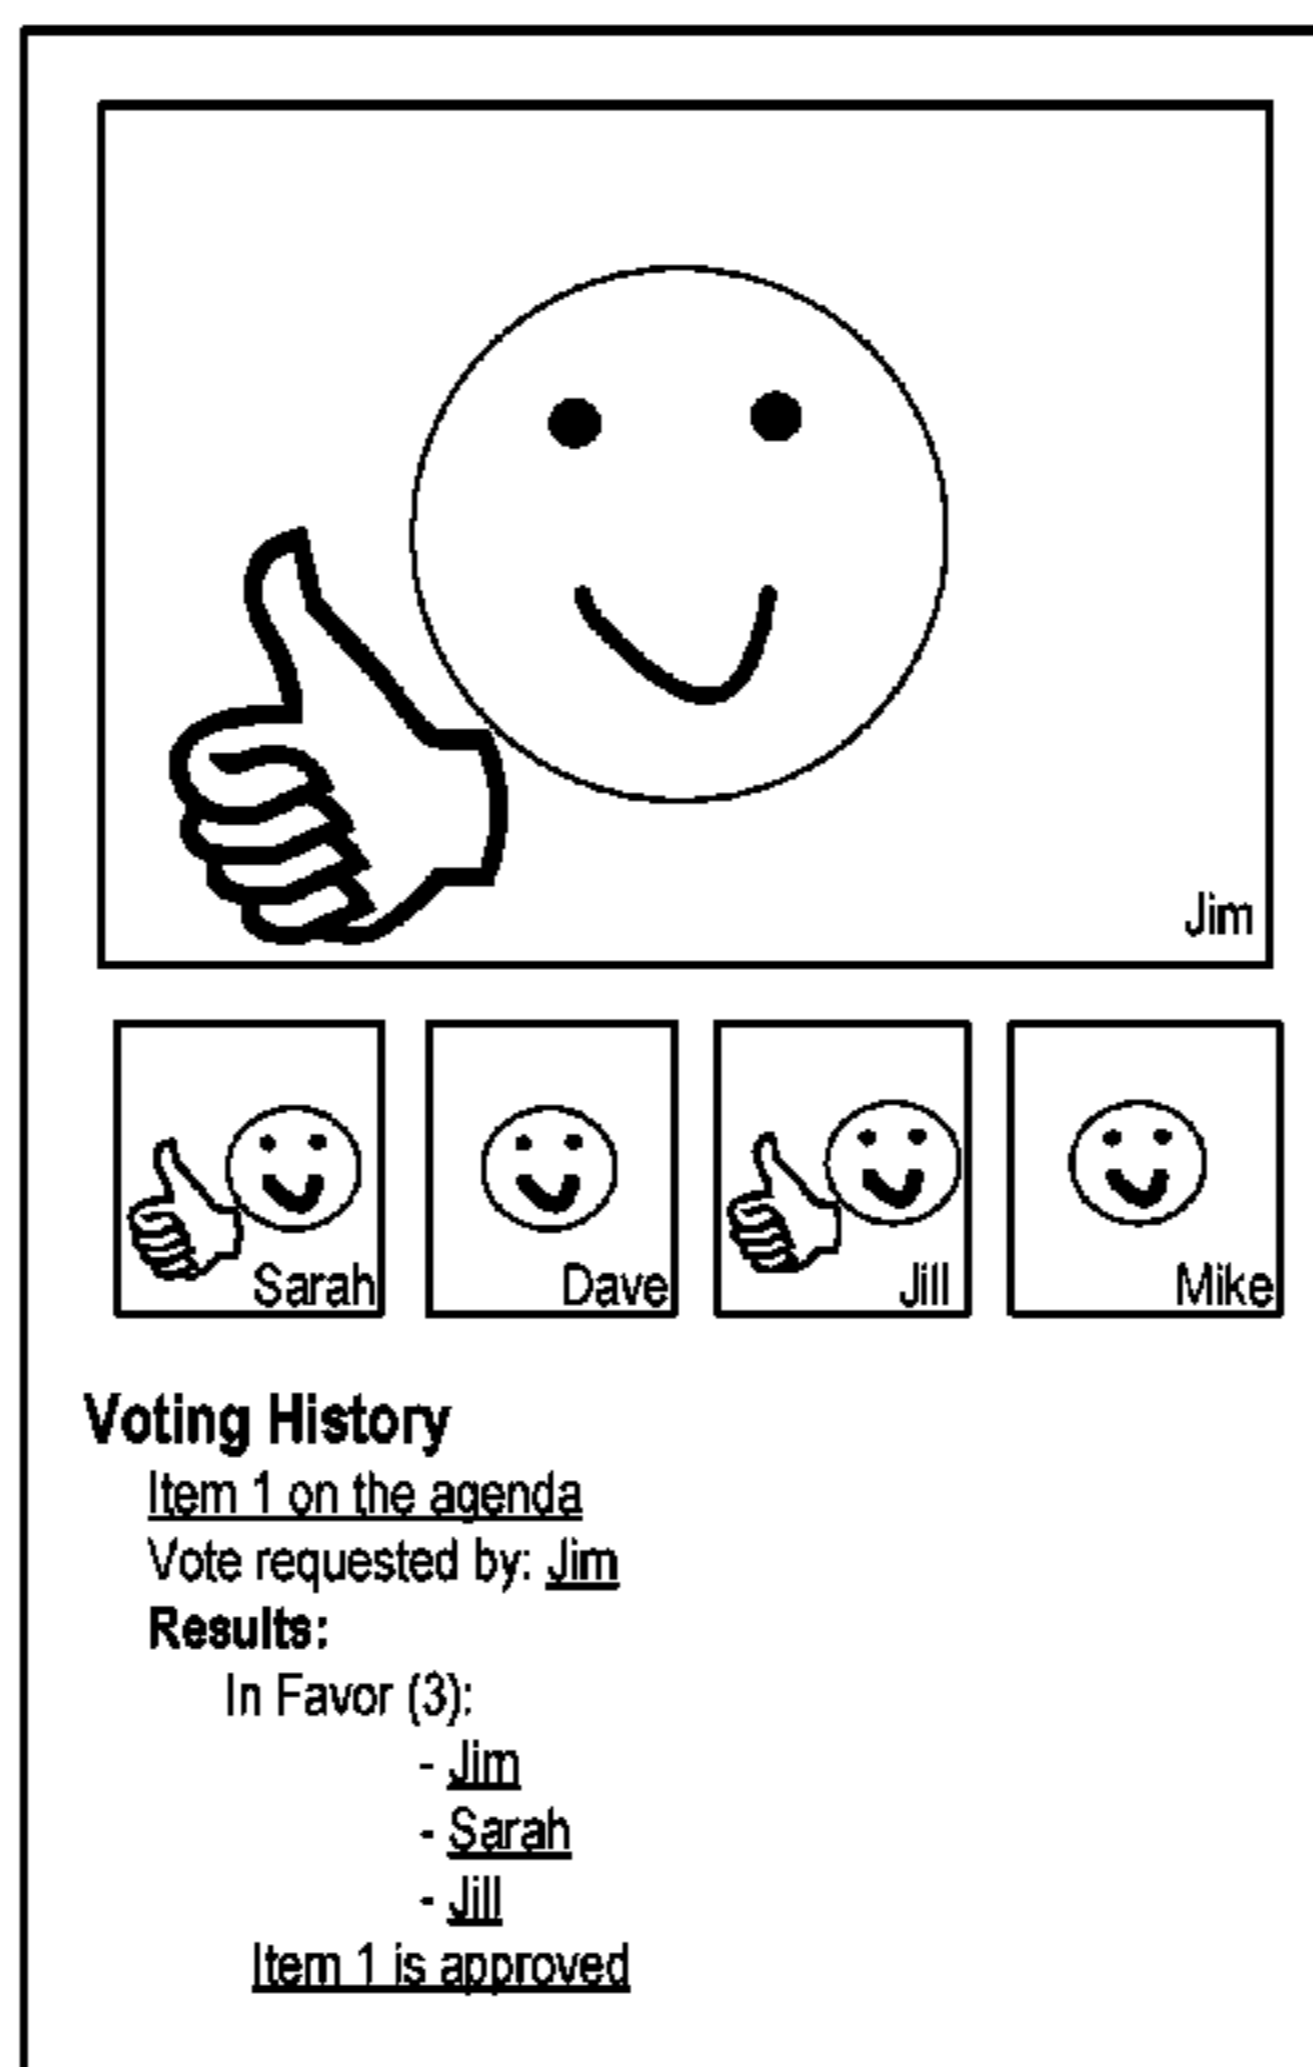 Jim
Sarah
Dave
Jill
Mike
Voting History
Item 1 on the agenda
Vote requested by: Jim
Results:
In Favor (3):
- Jim
- Sarah
- Jill
Item 1 is approved